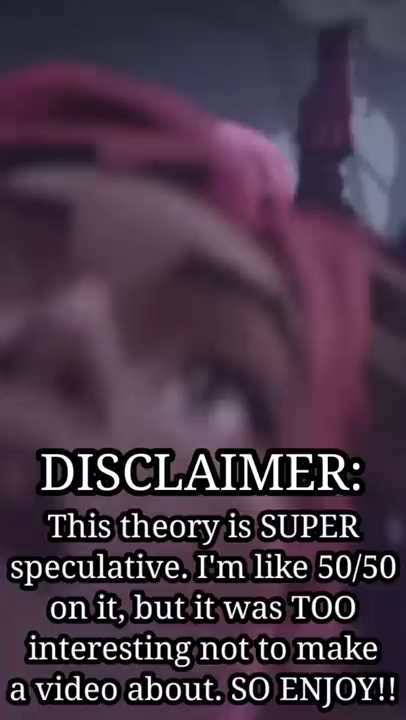 DISCLAIMER:
This theory is SUPER
speculative. I'm like 50/50
on it, but it was TOO
interesting not to make
a video about. SO ENJOY!!